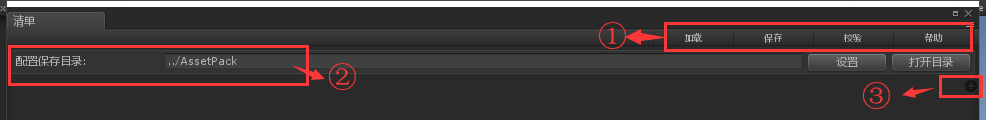 清单
① 加载 保存 校验 帮助
配置保存目录: ../AssetPack 设置 打开目录
②
③